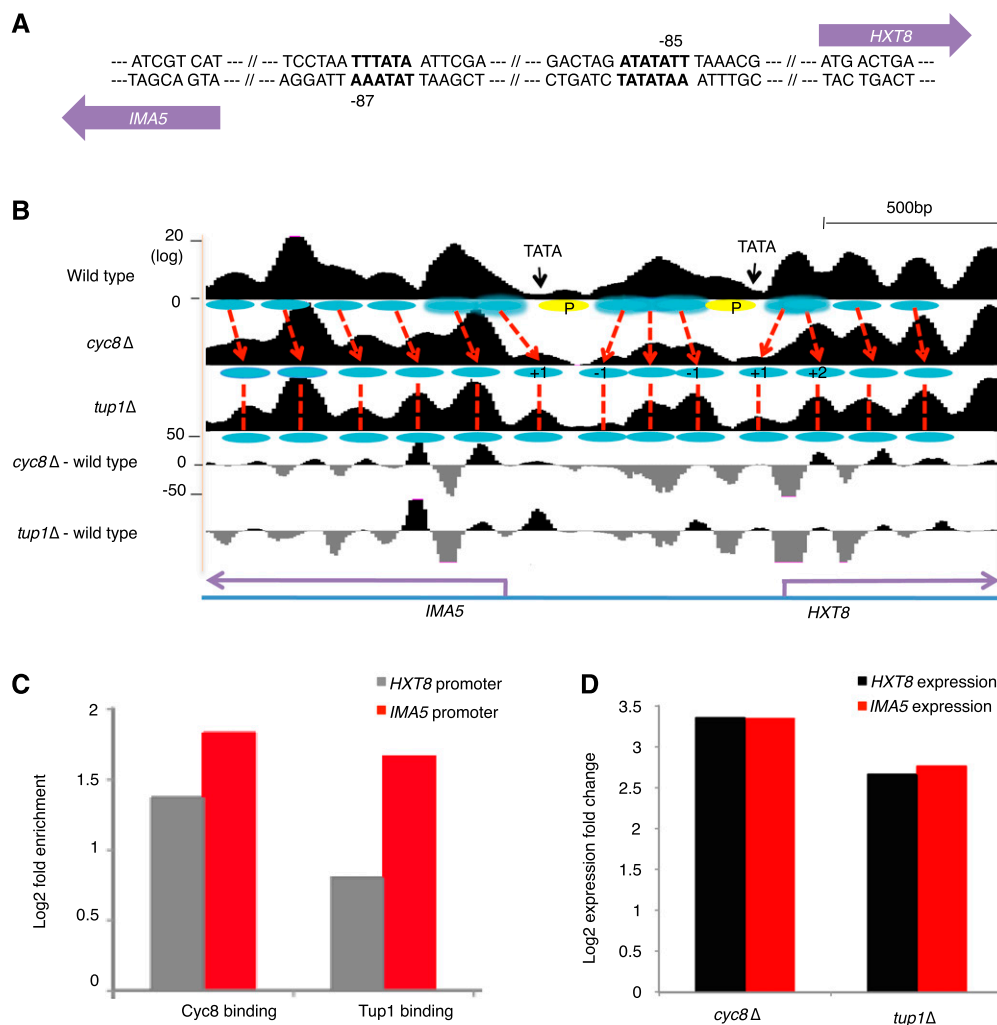 A
HXT8
-85
--- ATCGT CAT --- // --- TCCTAA TTTATA ATTCGA --- // --- GACTAG ATATATT TAAACG --- // --- ATG ACTGA ---
--- TAGCA GTA --- // --- AGGATT AAATAT TAAGCT --- // --- CTGATC TATATAA ATTTGC --- // --- TAC TGACT ---
-87
IMA5
B
500bp
20
(log)
TATA
TATA
Wild type
0
P
P
cyc8 Δ
+1
-1
-1
+1
+2
tup1Δ
50
cyc8 Δ - wild type
0
-50
tup1Δ - wild type
IMA5
HXT8
C
HXT8 promoter
IMA5 promoter
2
1.5
1
0.5
0
Log2 fold enrichment
Cyc8 binding
Tup1 binding
D
HXT8 expression
IMA5 expression
3.5
3
2.5
2
1.5
1
0.5
0
Log2 expression fold change
cyc8 Δ
tup1Δ